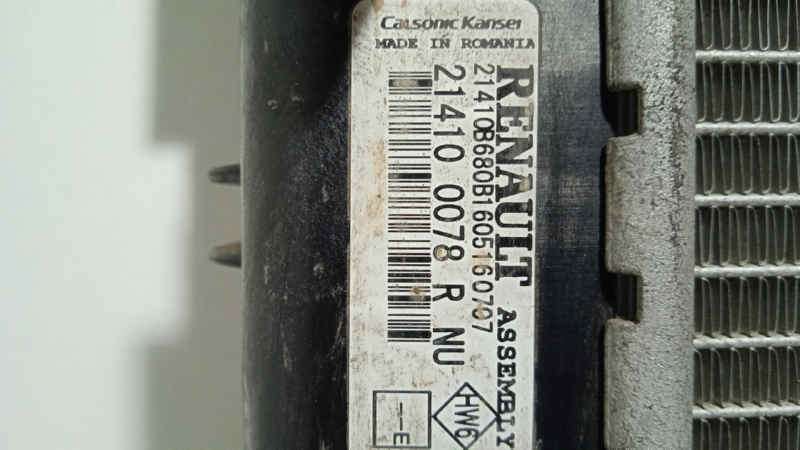 Calsonic Kansei
MADE IN ROMANIA
RENAULT ASSEMBLY
21410B680B1605160707
21410 0078 R NU
HW6
--E